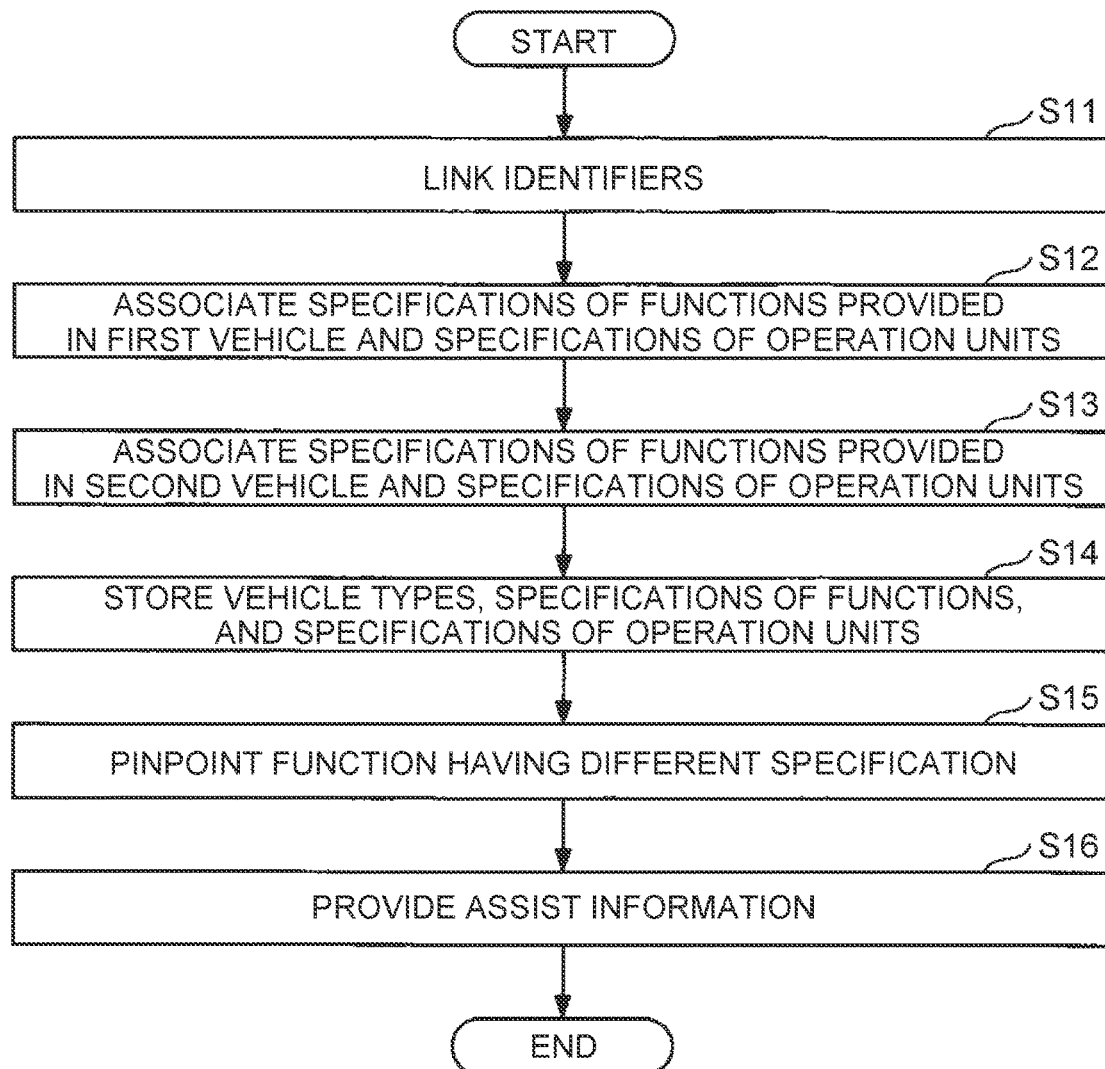 START
S11
LINK IDENTIFIERS
S12
ASSOCIATE SPECIFICATIONS OF FUNCTIONS PROVIDED
IN FIRST VEHICLE AND SPECIFICATIONS OF OPERATION UNITS
S13
ASSOCIATE SPECIFICATIONS OF FUNCTIONS PROVIDED
IN SECOND VEHICLE AND SPECIFICATIONS OF OPERATION UNITS
S14
STORE VEHICLE TYPES, SPECIFICATIONS OF FUNCTIONS,
AND SPECIFICATIONS OF OPERATION UNITS
S15
PINPOINT FUNCTION HAVING DIFFERENT SPECIFICATION
S16
PROVIDE ASSIST INFORMATION
END